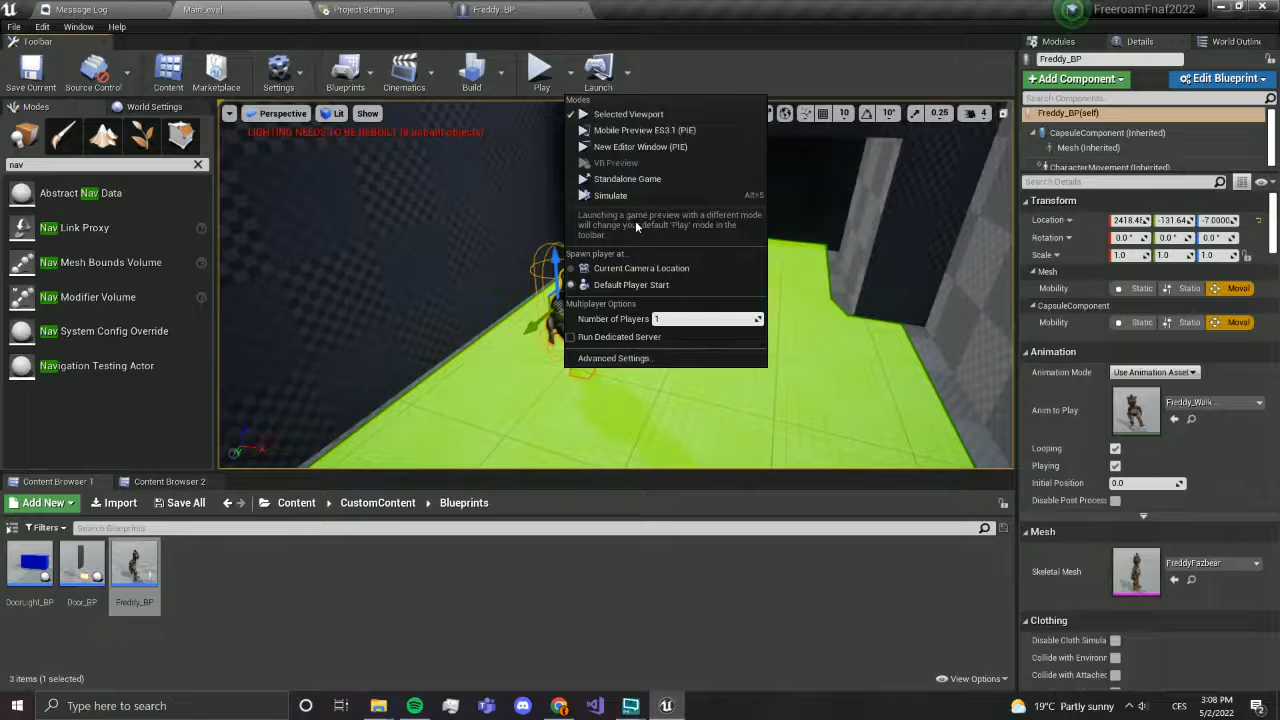 Message Log
Main_evel
Project Settings
Freddy_BP
FreeroamFnaf2022
File
Edit
Window
Help
Toolbar
Save Current
Source Control
Content
Marketplace
Settings
Blueprints
Cinematics
Build
Play
Launch
Modes
World Settings
nav
Abstract Nav Data
Nav Link Proxy
Nav Mesh Bounds Volume
Nav Modifier Volume
Nav System Config Override
Navigation Testing Actor
Perspective
Lit
Show
LIGHTING NEEDS TO BE REBUILT (6 unbuilt objects)
10°
0.25
4
Modes
Selected Viewport
Mobile Preview ES3.1 (PIE)
New Editor Window (PIE)
VR Preview
Standalone Game
Simulate
Alt+S
Launching a game preview with a different mode
will change your default 'Play' mode in the
toolbar.
Spawn player at...
Current Camera Location
Default Player Start
Multiplayer Options
Number of Players
1
Run Dedicated Server
Advanced Settings...
Modules
Details
World Outline
Freddy_BP
+Add Component
Edit Blueprint
Search Components
Freddy_BP(self)
CapsuleComponent (Inherited)
Mesh (Inherited)
CharacterMovement (Inherited)
Search Details
Transform
Location
2418.48
-131.64
-7.0000
Rotation
0.0 °
0.0 °
0.0 °
Scale
1.0
1.0
1.0
Mesh
Mobility
Static
Statio
Moval
CapsuleComponent
Mobility
Static
Statio
Moval
Animation
Animation Mode
Use Animation Asset
Anim to Play
Freddy_Walk
Looping
Playing
Initial Position
0.0
Disable Post Process
Mesh
Skeletal Mesh
FreddyFazbear
Clothing
Disable Cloth Simula
Collide with Environn
Collide with Attached
Content Browser 1
Content Browser 2
Add New
Import
Save All
Content
CustomContent
Blueprints
Filters
Search Blueprints
DoorLight_BP
Door_BP
Freddy_BP
3 items (1 selected)
View Options
Type here to search
19°C Partly sunny
CES
3:08 PM
5/2/2022
2